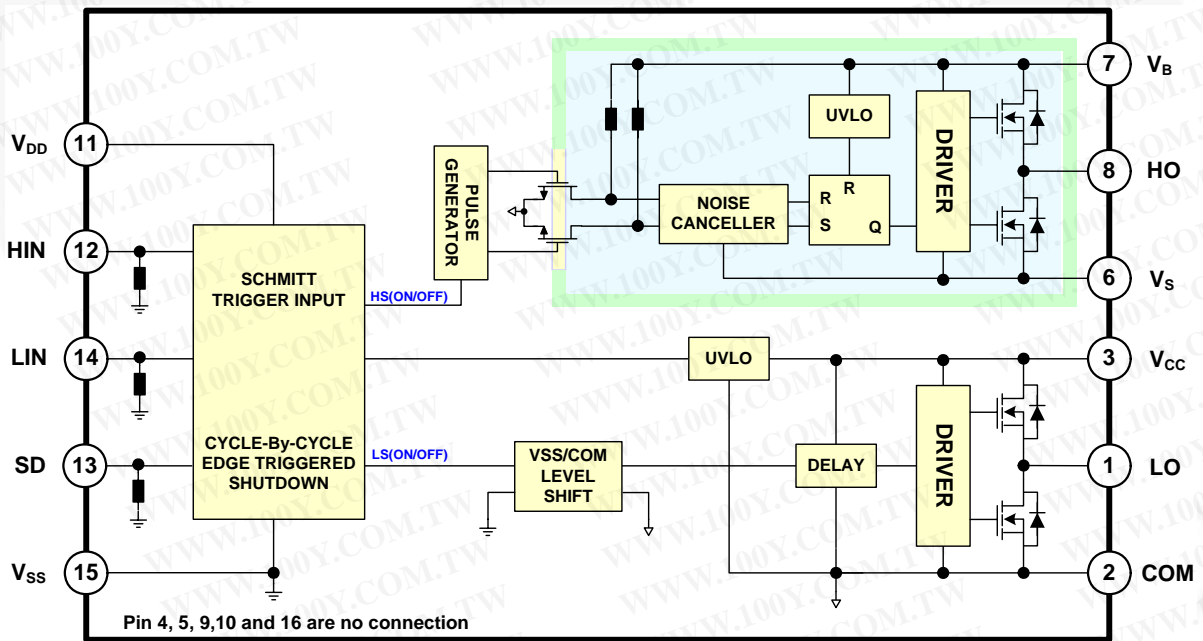 WWW.100Y.COM.TW
7
VB
UVLO
VDD
11
PULSE
GENERATOR
DRIVER
8
HO
R
R
NOISE
CANCELLER
S
Q
HIN
12
SCHMITT
TRIGGER INPUT
HS(ON/OFF)
6
VS
LIN
14
UVLO
3
VCC
CYCLE-By-CYCLE
EDGE TRIGGERED
SHUTDOWN
LS(ON/OFF)
SD
13
VSS/COM
LEVEL
SHIFT
DELAY
DRIVER
1
LO
VSS
15
2
COM
Pin 4, 5, 9,10 and 16 are no connection